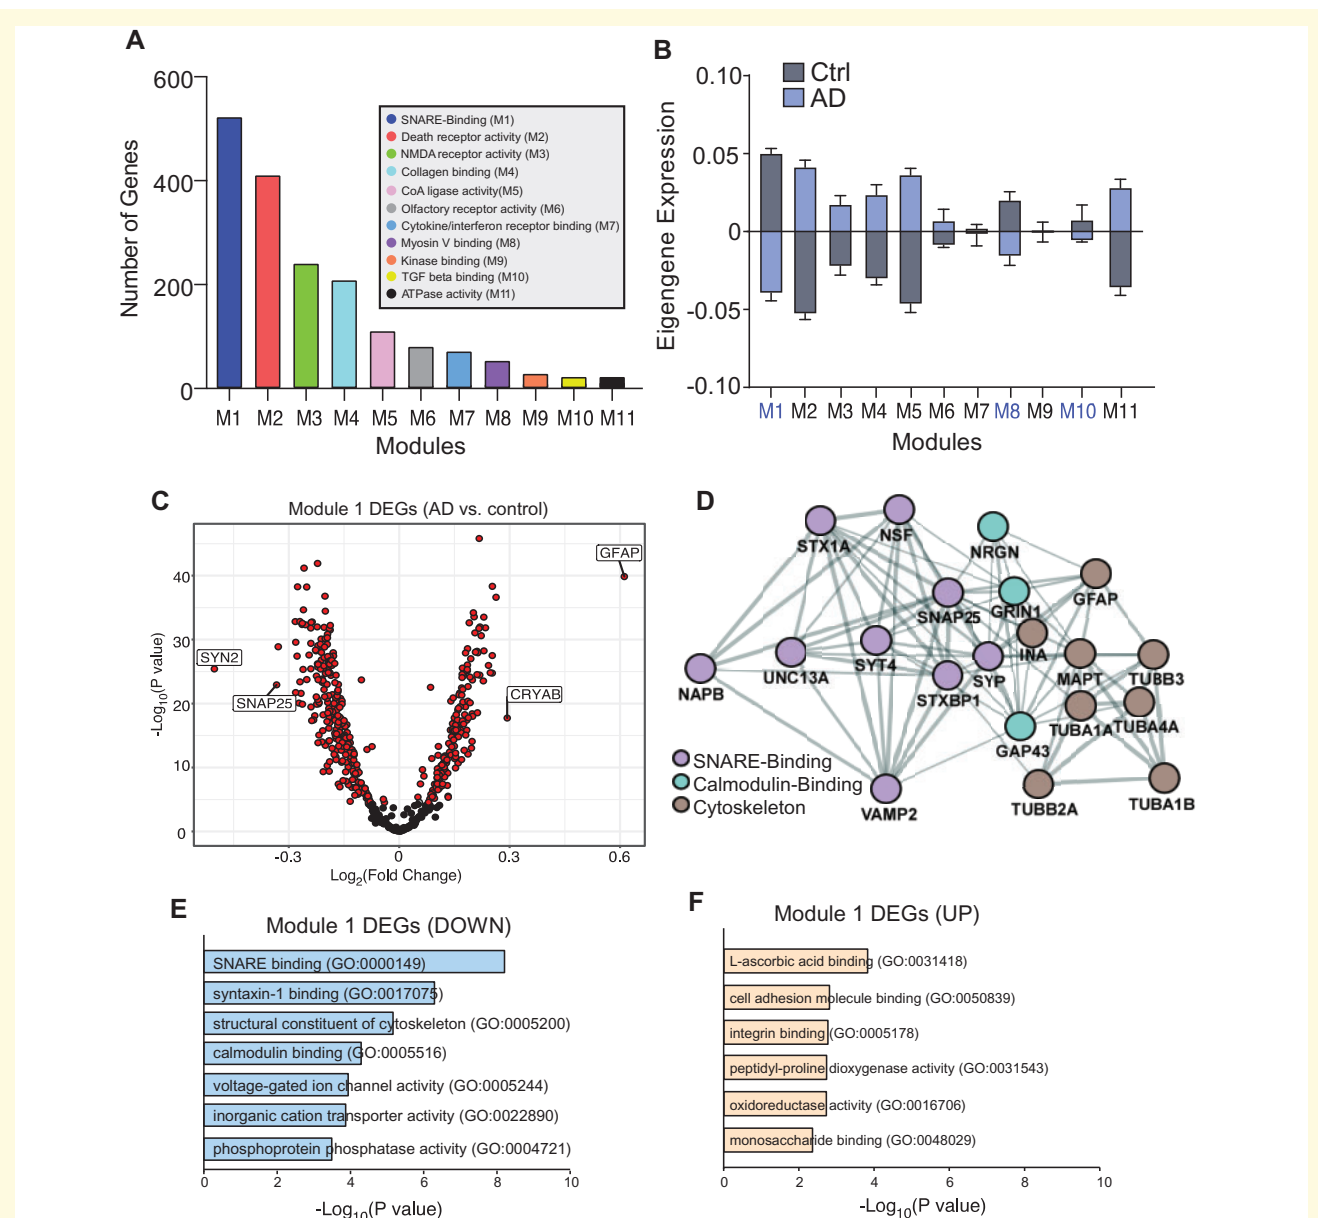 A
600
400
200
0
Number of Genes
SNARE-Binding (M1)
Death receptor activity (M2)
NMDA receptor activity (M3)
Collagen binding (M4)
CoA ligase activity(M5)
Olfactory receptor activity (M6)
Cytokine/interferon receptor binding (M7)
Myosin V binding (M8)
Kinase binding (M9)
TGF beta binding (M10)
ATPase activity (M11)
M1 M2 M3 M4 M5 M6 M7 M8 M9 M10 M11
Modules
B
Ctrl
AD
0.10
0.05
0
-0.05
-0.10
Eigengene Expression
M1 M2 M3 M4 M5 M6 M7 M8 M9 M10 M11
Modules
C
Module 1 DEGs (AD vs. control)
GFAP
SYN2
SNAP25
CRYAB
40
30
20
10
0
-Log10(P value)
-0.3 0 0.3 0.6
Log2(Fold Change)
D
STX1A
NSF
NRGN
GFAP
SNAP25
GRIN1
INA
NAPB
UNC13A
SYT4
STXBP1
SYP
MAPT
TUBB3
TUBA1A
TUBA4A
GAP43
VAMP2
TUBB2A
TUBA1B
SNARE-Binding
Calmodulin-Binding
Cytoskeleton
E
Module 1 DEGs (DOWN)
SNARE binding (GO:0000149)
syntaxin-1 binding (GO:0017075)
structural constituent of cytoskeleton (GO:0005200)
calmodulin binding (GO:0005516)
voltage-gated ion channel activity (GO:0005244)
inorganic cation transporter activity (GO:0022890)
phosphoprotein phosphatase activity (GO:0004721)
0 2 4 6 8 10
-Log10(P value)
F
Module 1 DEGs (UP)
L-ascorbic acid binding (GO:0031418)
cell adhesion molecule binding (GO:0050839)
integrin binding (GO:0005178)
peptidyl-proline dioxygenase activity (GO:0031543)
oxidoreductase activity (GO:0016706)
monosaccharide binding (GO:0048029)
0 2 4 6 8 10
-Log10(P value)